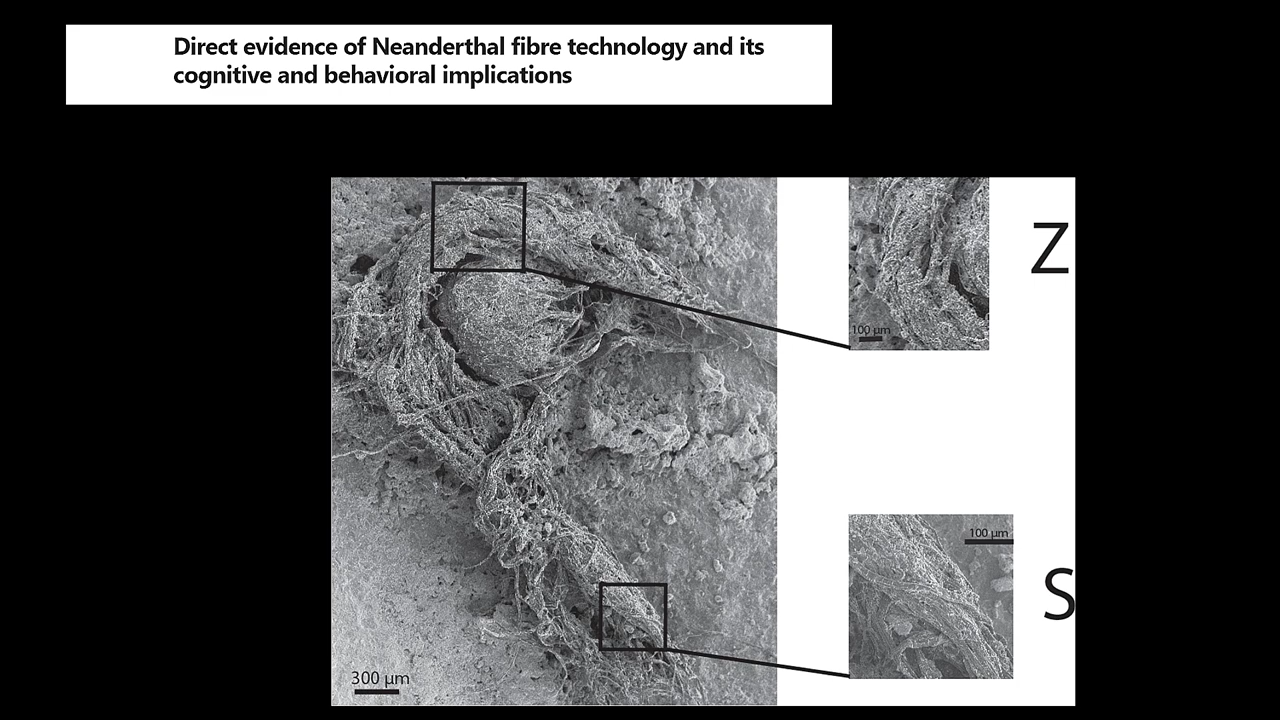 Direct evidence of Neanderthal fibre technology and its
cognitive and behavioral implications
Z
100 µm
100 µm
S
300 µm